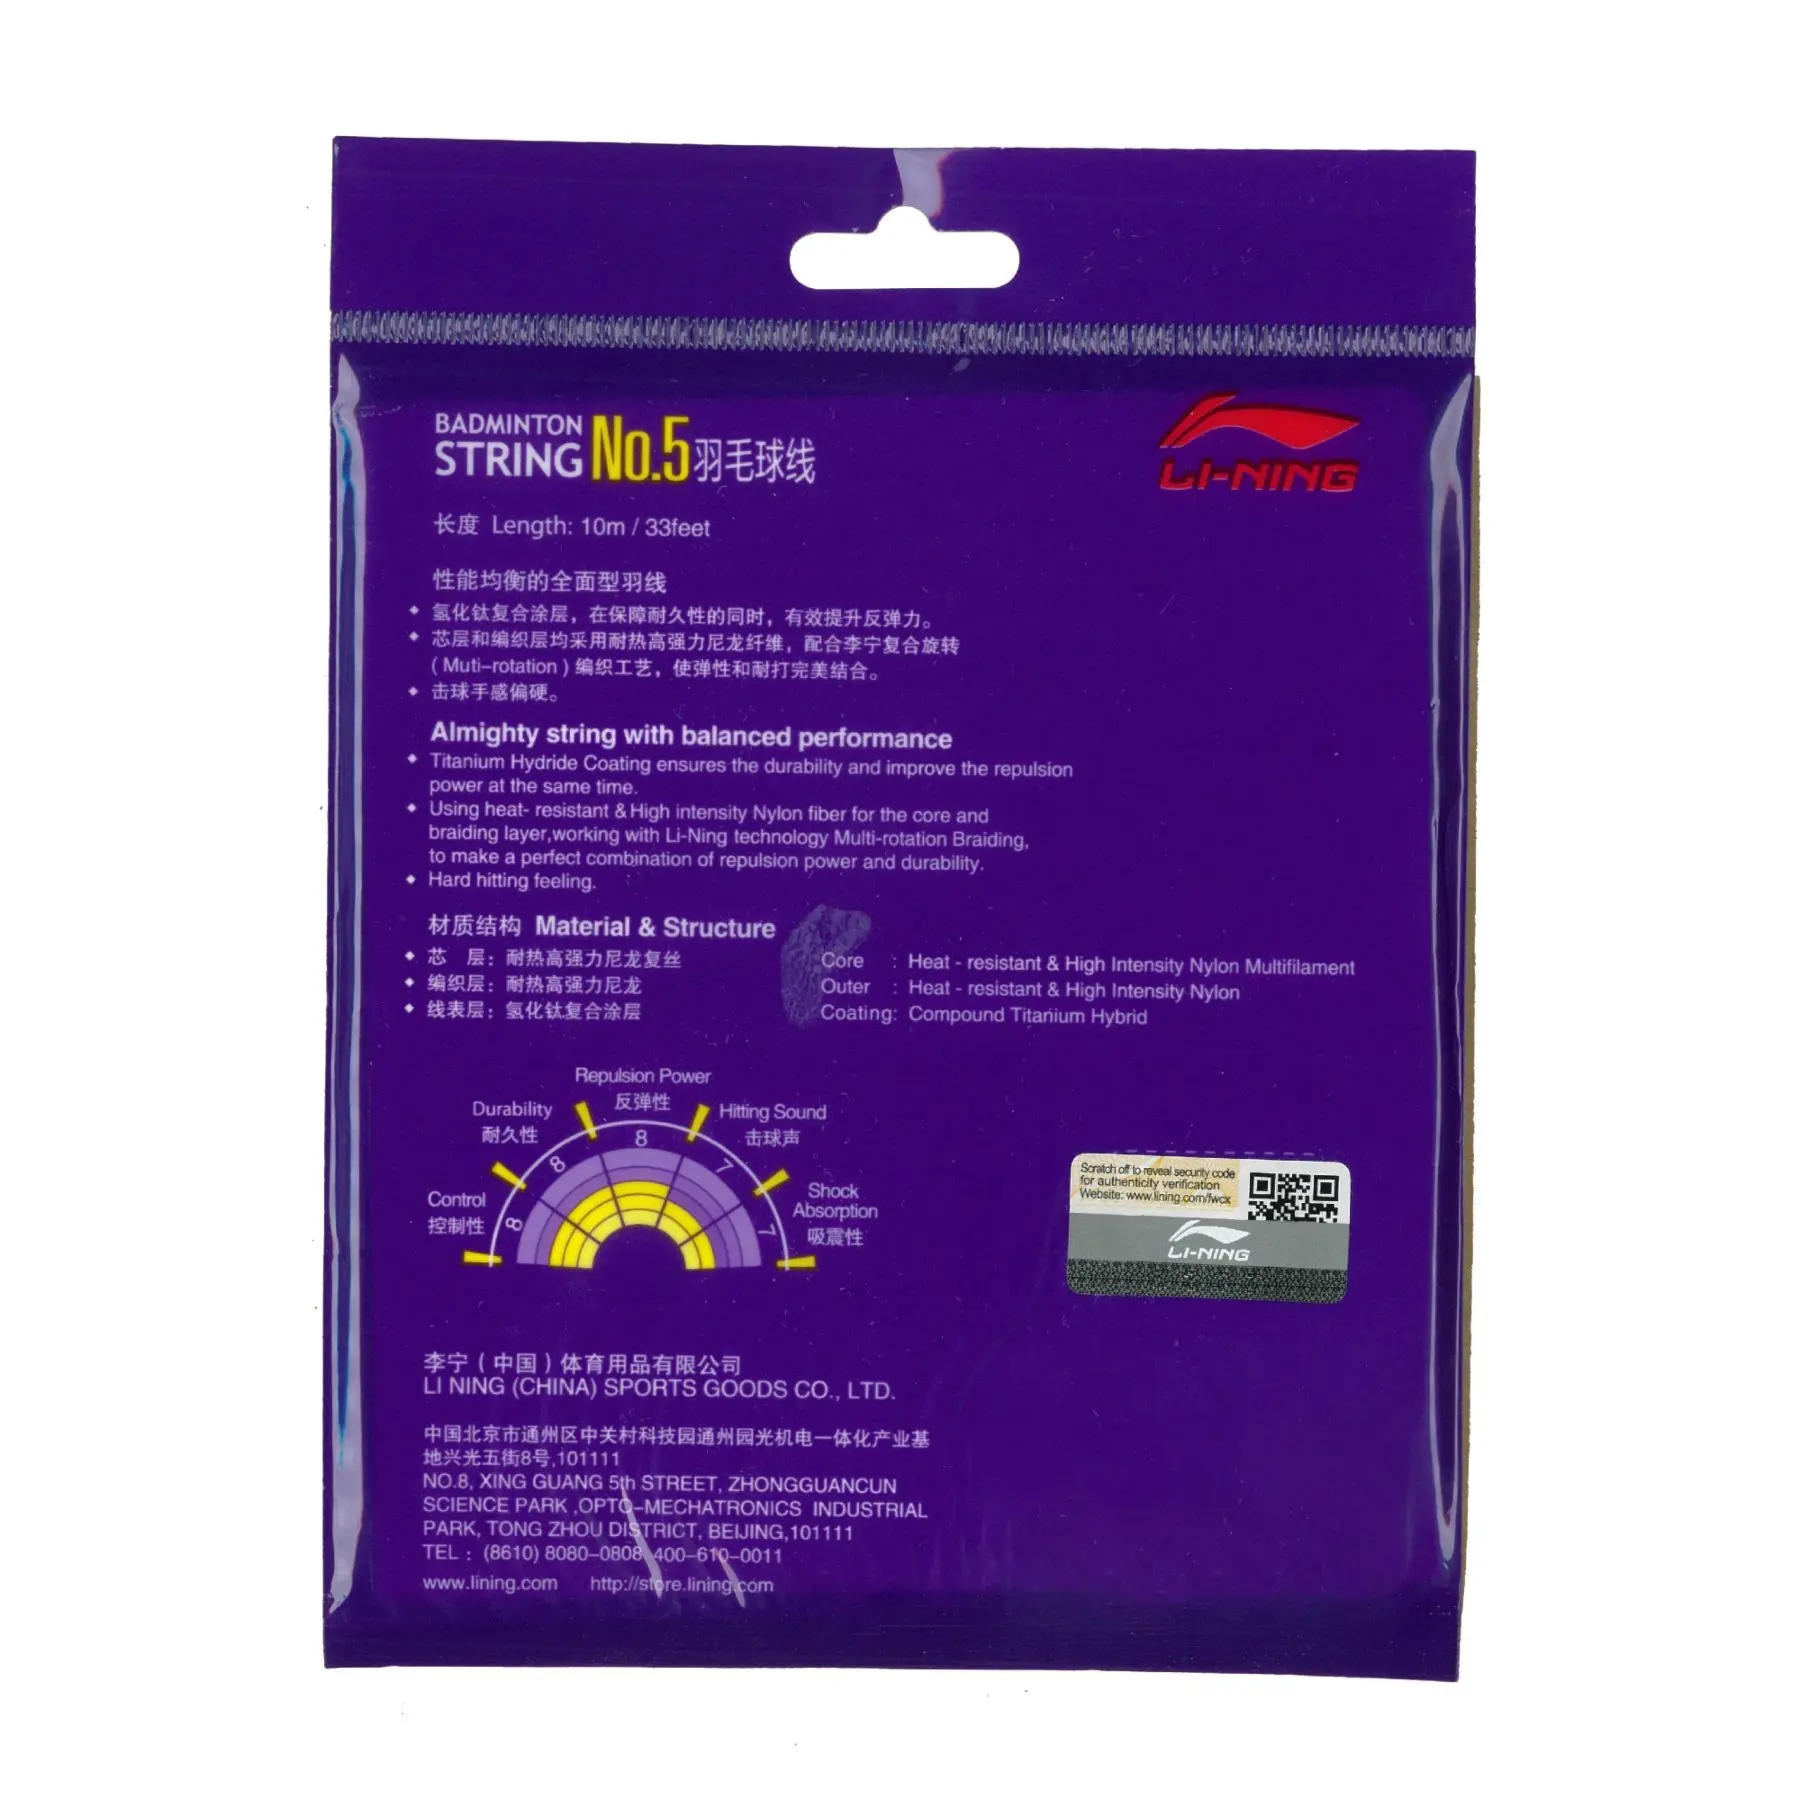 BADMINTON
STRING No.5 羽毛球线
LI-NING
长度 Length: 10m / 33feet
性能均衡的全面型羽线
氢化钛复合涂层，在保障耐久性的同时，有效提升反弹力。
芯层和编织层均采用耐热高强力尼龙纤维，配合李宁复合旋转
( Muti-rotation ) 编织工艺，使弹性和耐打完美结合。
击球手感偏硬。
Almighty string with balanced performance
Titanium Hydride Coating ensures the durability and improve the repulsion
power at the same time.
Using heat- resistant & High intensity Nylon fiber for the core and
braiding layer,working with Li-Ning technology Multi-rotation Braiding,
to make a perfect combination of repulsion power and durability.
Hard hitting feeling.
材质结构 Material & Structure
芯 层：耐热高强力尼龙复丝
编织层：耐热高强力尼龙
线表层：氢化钛复合涂层
Core : Heat - resistant & High Intensity Nylon Multifilament
Outer : Heat - resistant & High Intensity Nylon
Coating: Compound Titanium Hybrid
Repulsion Power
反弹性
Durability
耐久性
Hitting Sound
击球声
Control
控制性
Shock
Absorption
吸震性
8 8 8 7 7
Scratch off to reveal security code
for authenticity verification
Website: www.lining.com/fwcx
LI-NING
李宁（中国）体育用品有限公司
LI NING (CHINA) SPORTS GOODS CO., LTD.
中国北京市通州区中关村科技园通州园光机电一体化产业基
地兴光五街8号,101111
NO.8, XING GUANG 5th STREET, ZHONGGUANCUN
SCIENCE PARK ,OPTO-MECHATRONICS INDUSTRIAL
PARK, TONG ZHOU DISTRICT, BEIJING,101111
TEL : (8610) 8080-0808 400-610-0011
www.lining.com http://store.lining.com